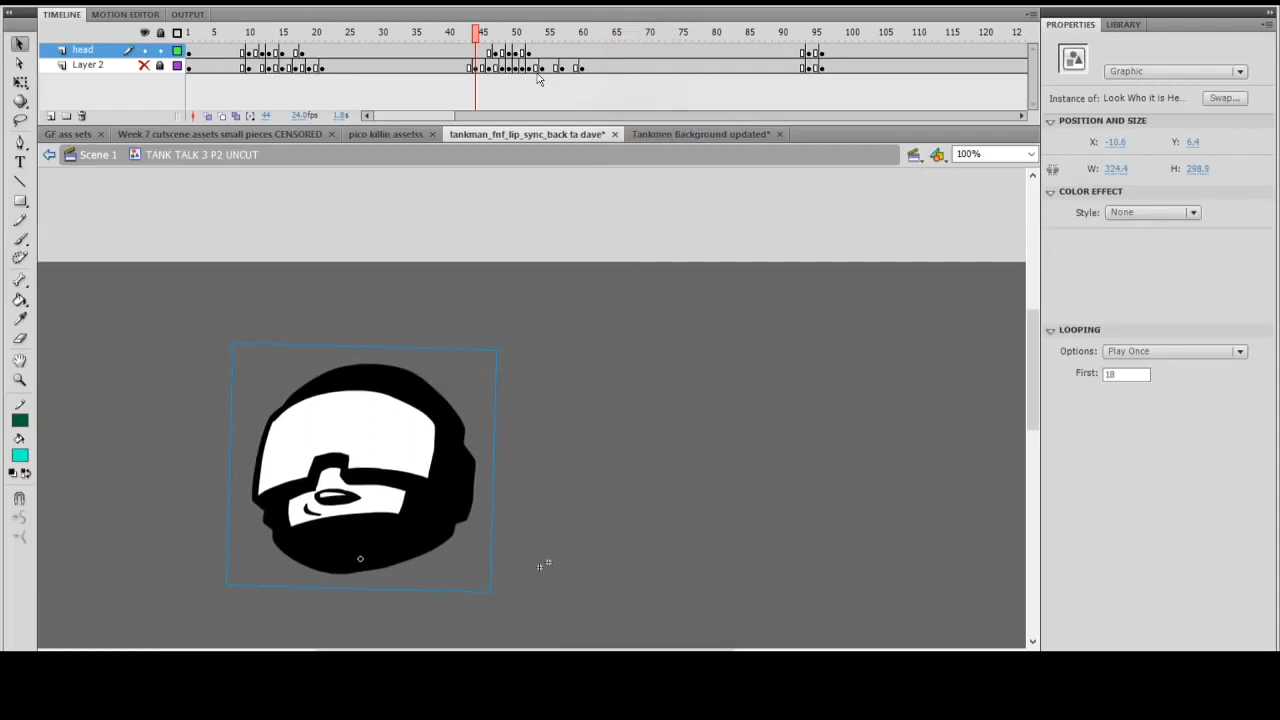 TIMELINE MOTION EDITOR OUTPUT
1 5 10 15 20 25 30 35 40 45 50 55 60 65 70 75 80 85 90 95 100 105 110 115 12
head
Layer 2
44 24.0fps 1.8s
GF ass sets × Week 7 cutscene assets small pieces CENSORED × pico killin assetss × tankman_fnf_lip_sync_back ta dave* × Tankmen Background updated* ×
Scene 1 TANK TALK 3 P2 UNCUT 100%
PROPERTIES LIBRARY
Graphic
Instance of: Look Who it is He... Swap...
POSITION AND SIZE
X: -10.6 Y: 6.4
W: 324.4 H: 298.9
COLOR EFFECT
Style: None
LOOPING
Options: Play Once
First: 18